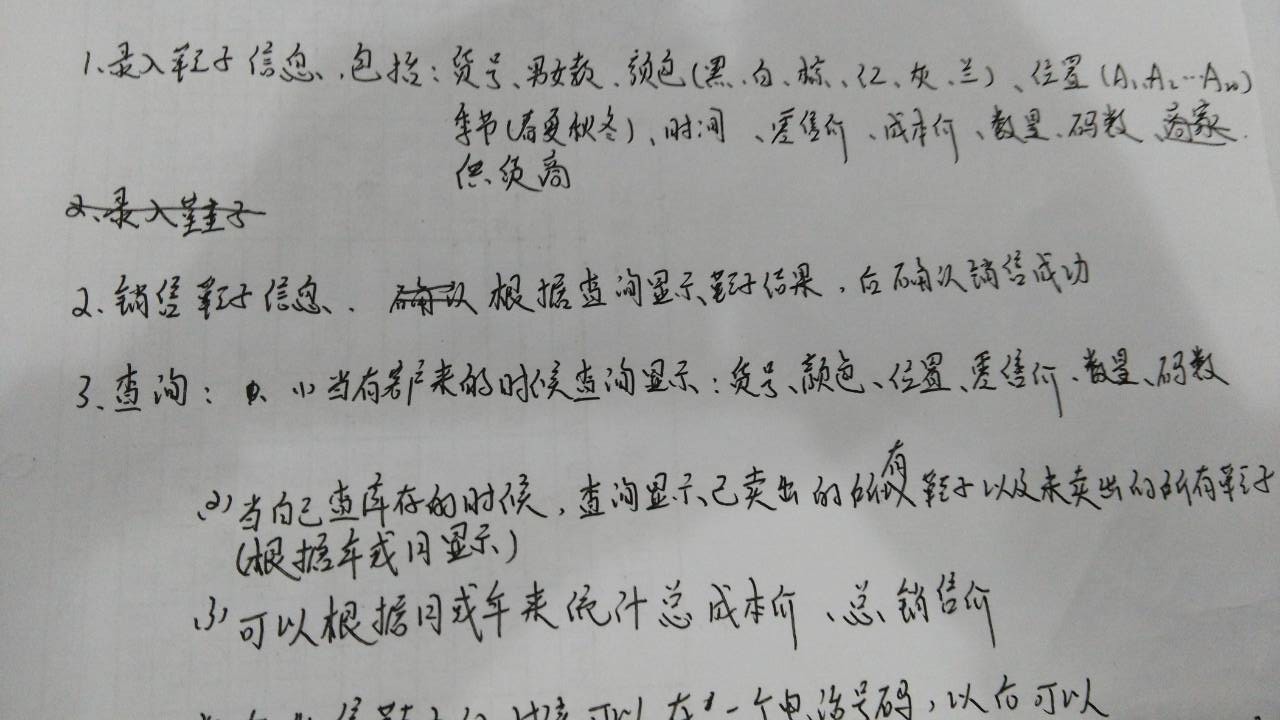 1.录入鞋子信息、包括：货号、男女款、颜色(黑、白、棕、红、灰、兰)、位置(A1、A2…A20)
季节(春夏秋冬)、时间、零售价、成本价、数量、码数、商家
供货商
2、录入鞋子
2、销售鞋子信息、确认根据查询显示鞋子结果，后确认销售成功
3、查询：(1)当有客户来的时候查询显示：货号、颜色、位置、零售价、数量、码数
(2)当自己查库存的时候，查询显示已卖出的所有鞋子以及未卖出的所有鞋子
(根据年或月显示)
(3)可以根据月或年来统计总成本价、总销售价
可以存一个电话号码，以后可以